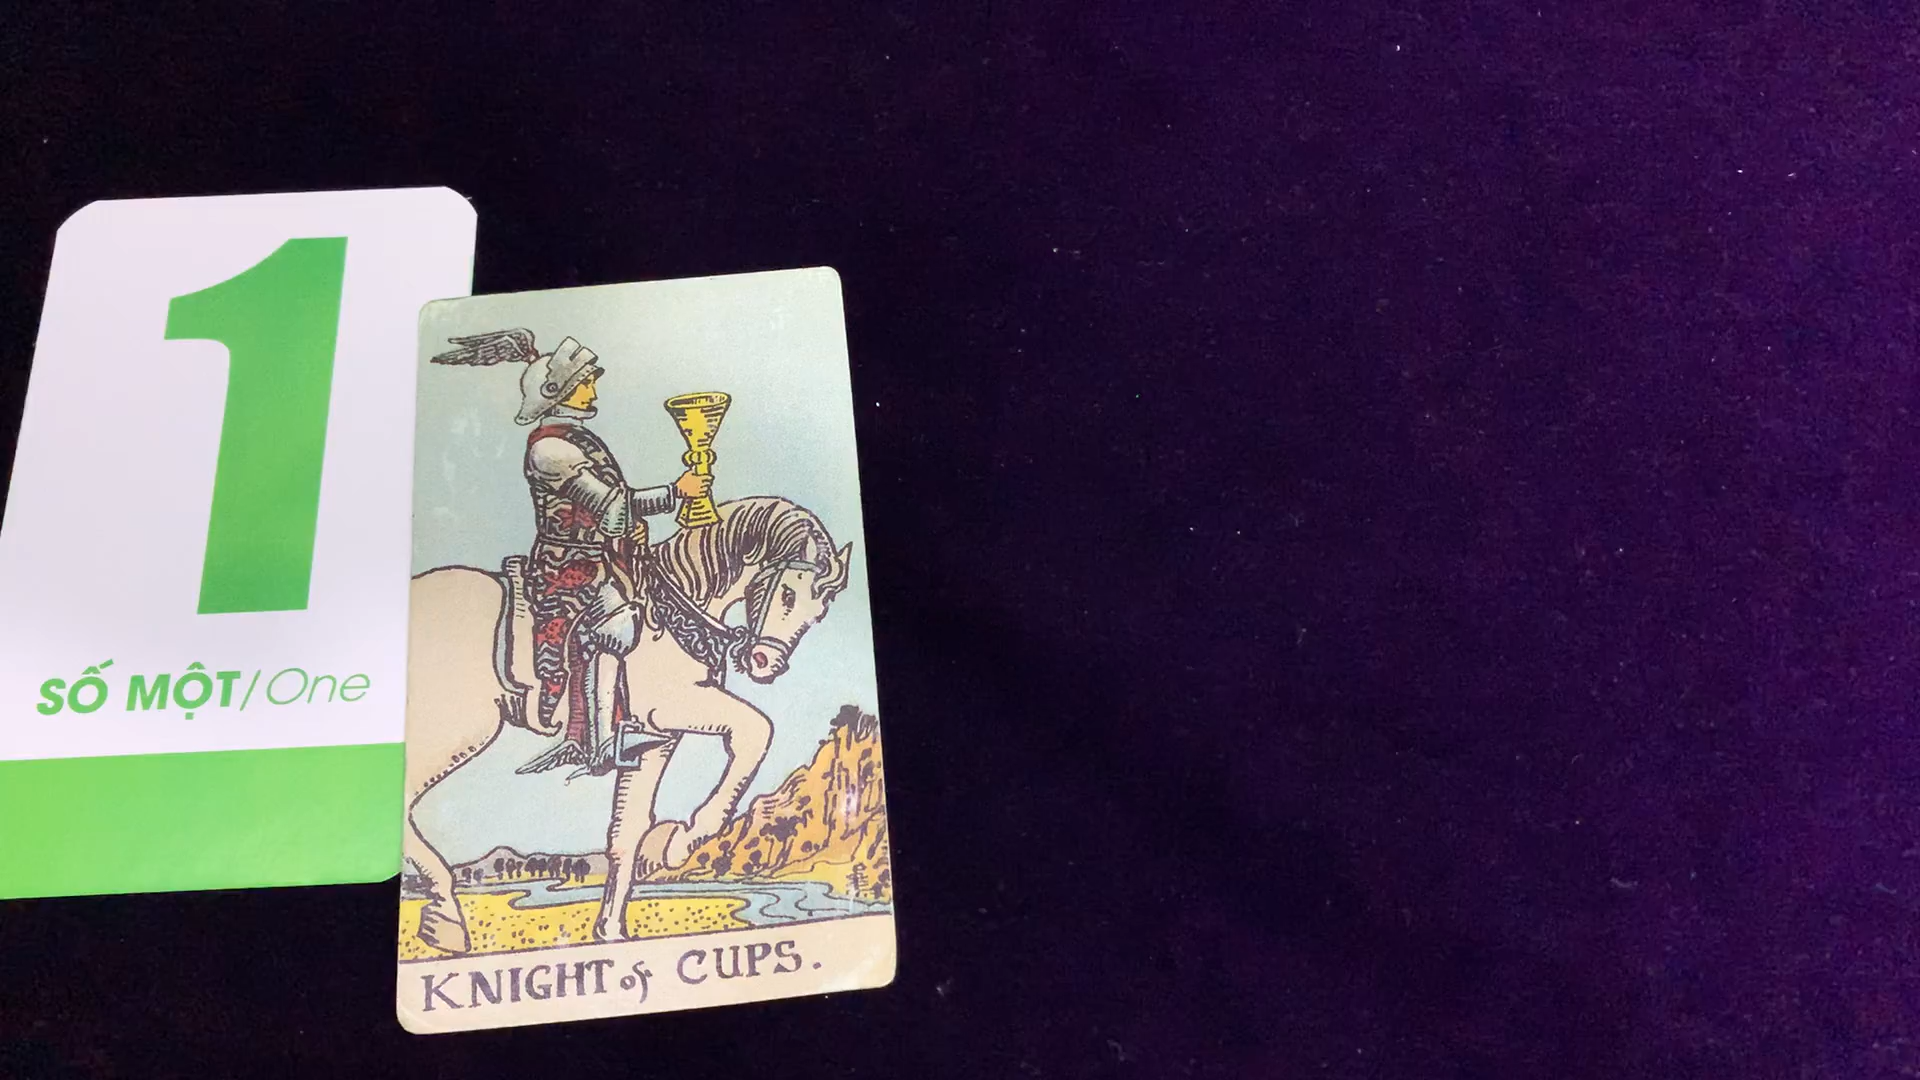 1
SỐ MỘT/One
KNIGHT of CUPS.